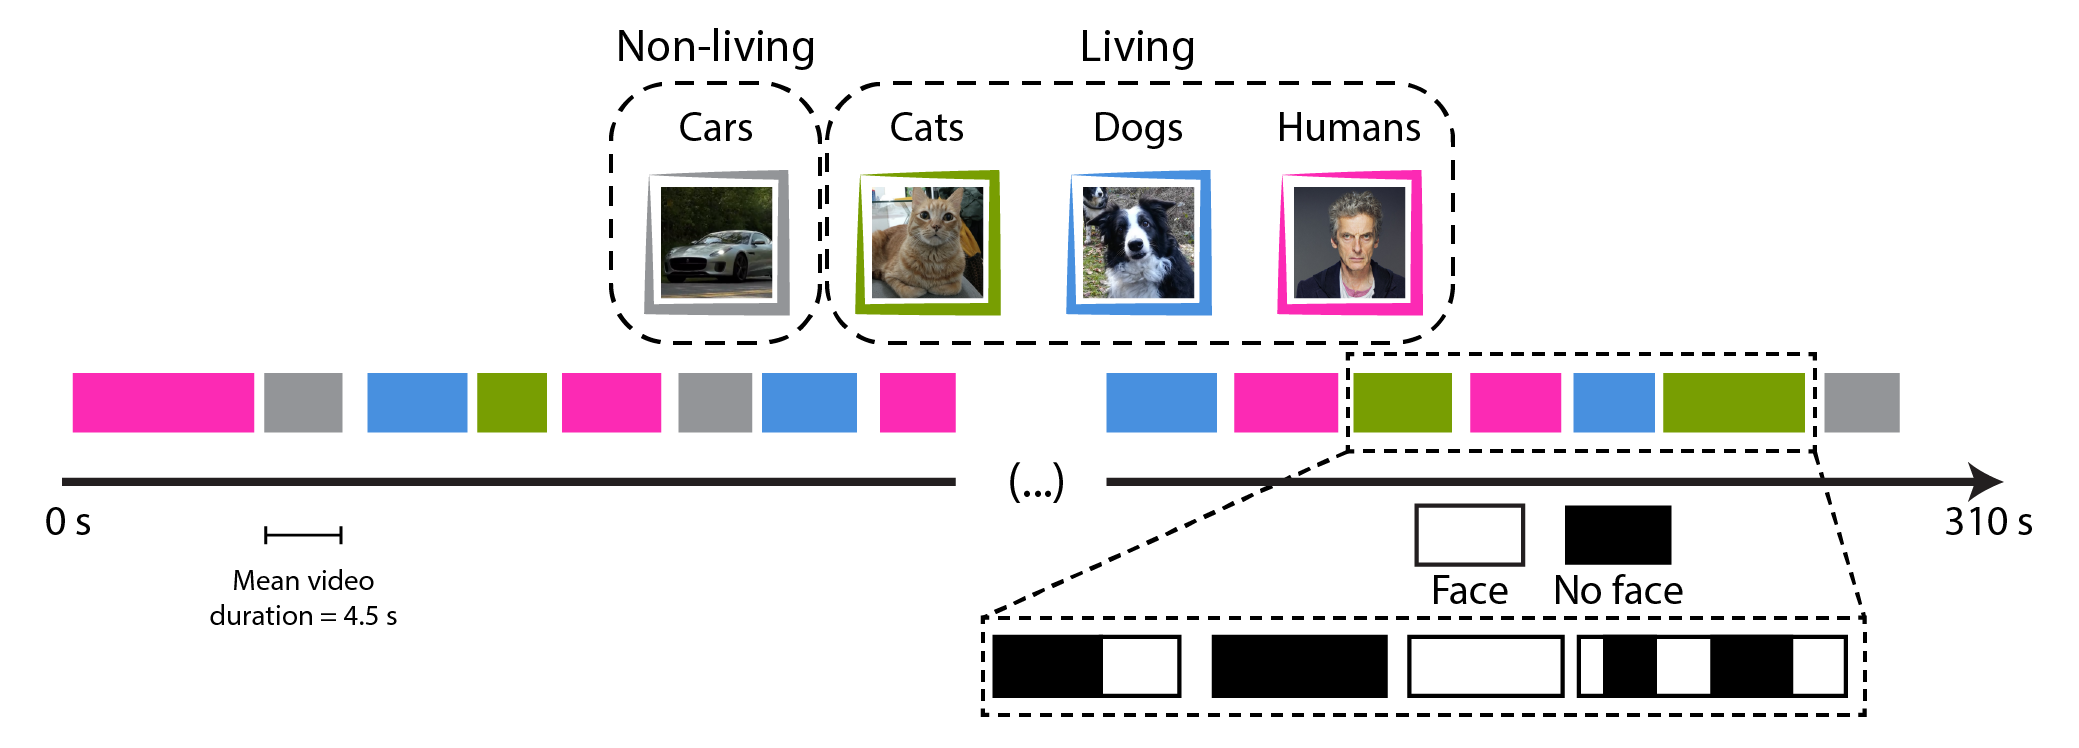 Non-living
Living
Cars
Cats
Dogs
Humans
(...)
0 s
310 s
Mean video
duration = 4.5 s
Face
No face